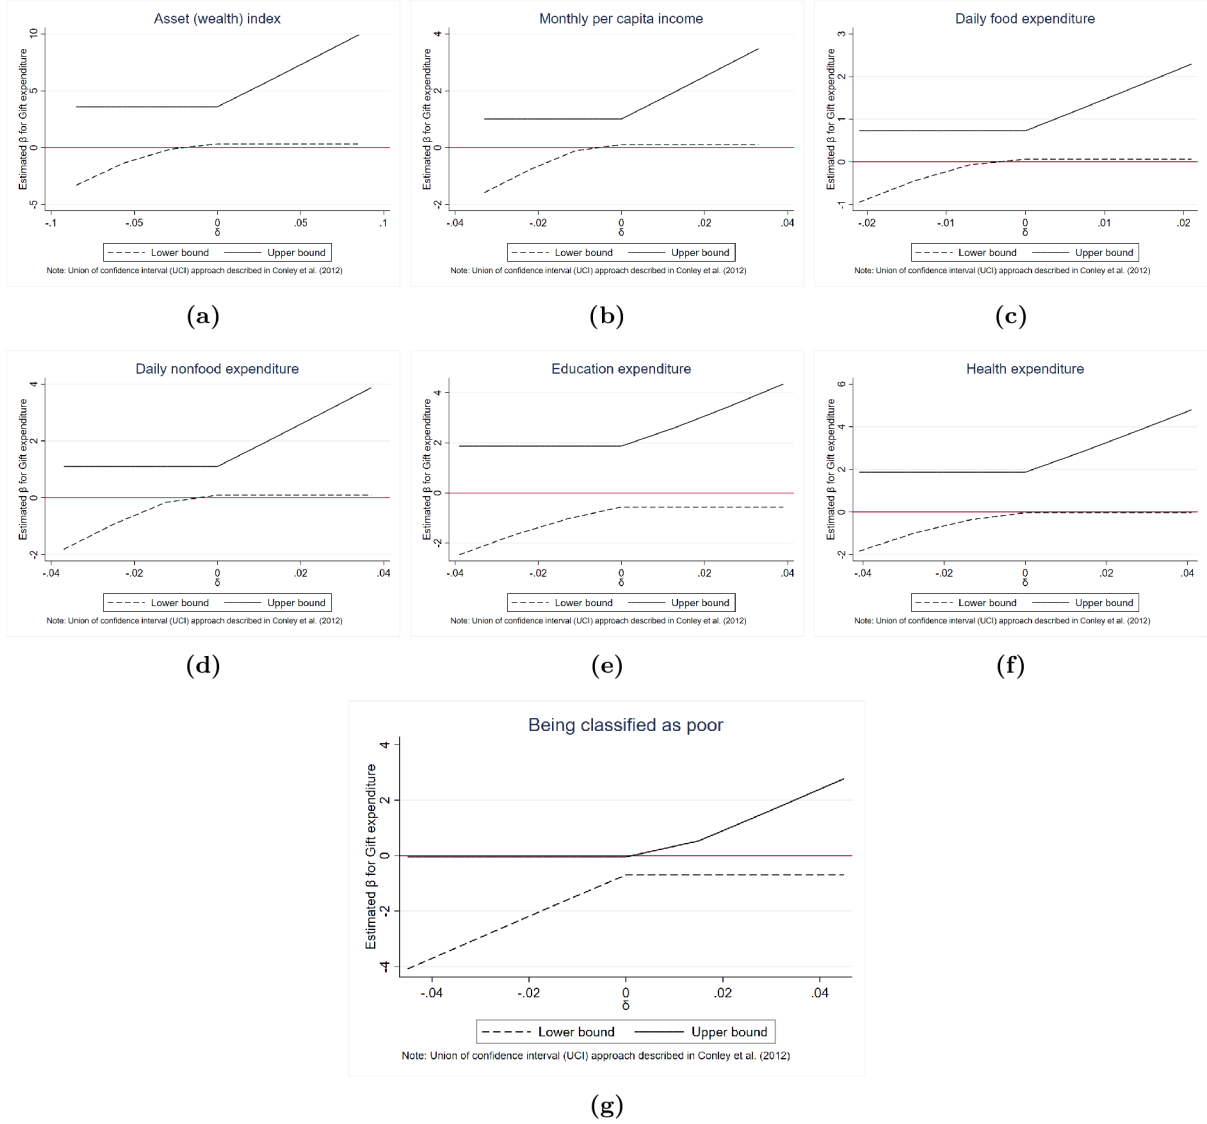 Asset (wealth) index
Estimated β for Gift expenditure
10
5
0
-5
-.1
-.05
0
.05
.1
δ
Lower bound
Upper bound
Note: Union of confidence interval (UCI) approach described in Conley et al. (2012)
(a)
Monthly per capita income
Estimated β for Gift expenditure
4
2
0
-2
-.04
-.02
0
.02
.04
δ
Lower bound
Upper bound
Note: Union of confidence interval (UCI) approach described in Conley et al. (2012)
(b)
Daily food expenditure
Estimated β for Gift expenditure
3
2
1
0
-1
-.02
-.01
0
.01
.02
δ
Lower bound
Upper bound
Note: Union of confidence interval (UCI) approach described in Conley et al. (2012)
(c)
Daily nonfood expenditure
Estimated β for Gift expenditure
4
2
0
-2
-.04
-.02
0
.02
.04
δ
Lower bound
Upper bound
Note: Union of confidence interval (UCI) approach described in Conley et al. (2012)
(d)
Education expenditure
Estimated β for Gift expenditure
4
2
0
-2
-.04
-.02
0
.02
.04
δ
Lower bound
Upper bound
Note: Union of confidence interval (UCI) approach described in Conley et al. (2012)
(e)
Health expenditure
Estimated β for Gift expenditure
6
4
2
0
-2
-.04
-.02
0
.02
.04
δ
Lower bound
Upper bound
Note: Union of confidence interval (UCI) approach described in Conley et al. (2012)
(f)
Being classified as poor
Estimated β for Gift expenditure
4
2
0
-2
-4
-.04
-.02
0
.02
.04
δ
Lower bound
Upper bound
Note: Union of confidence interval (UCI) approach described in Conley et al. (2012)
(g)